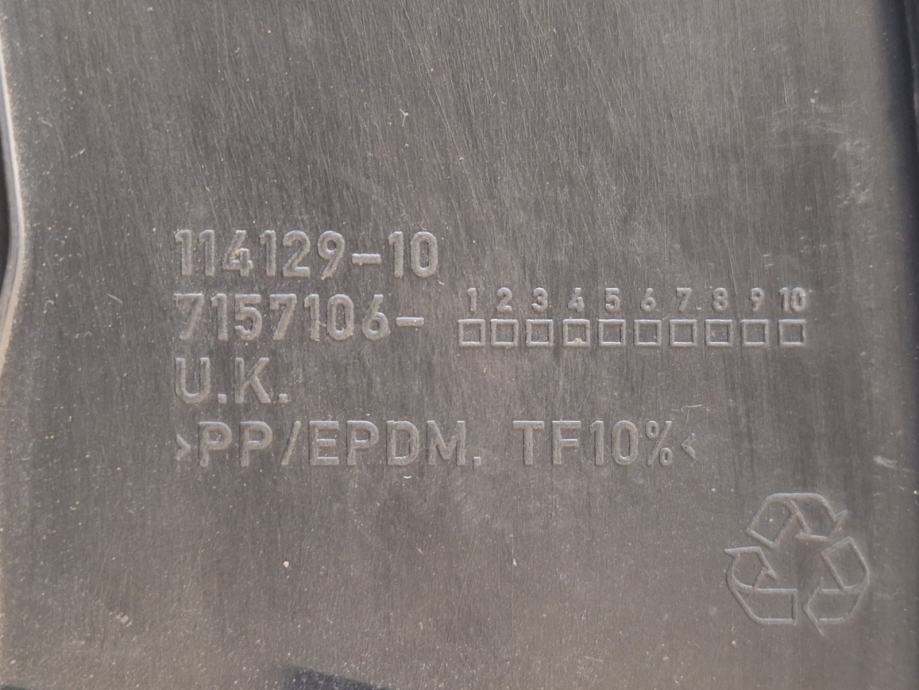 114129-10
7157106- 1 2 3 4 5 6 7 8 9 10
U.K.
>PP/EPDM. TF10%<